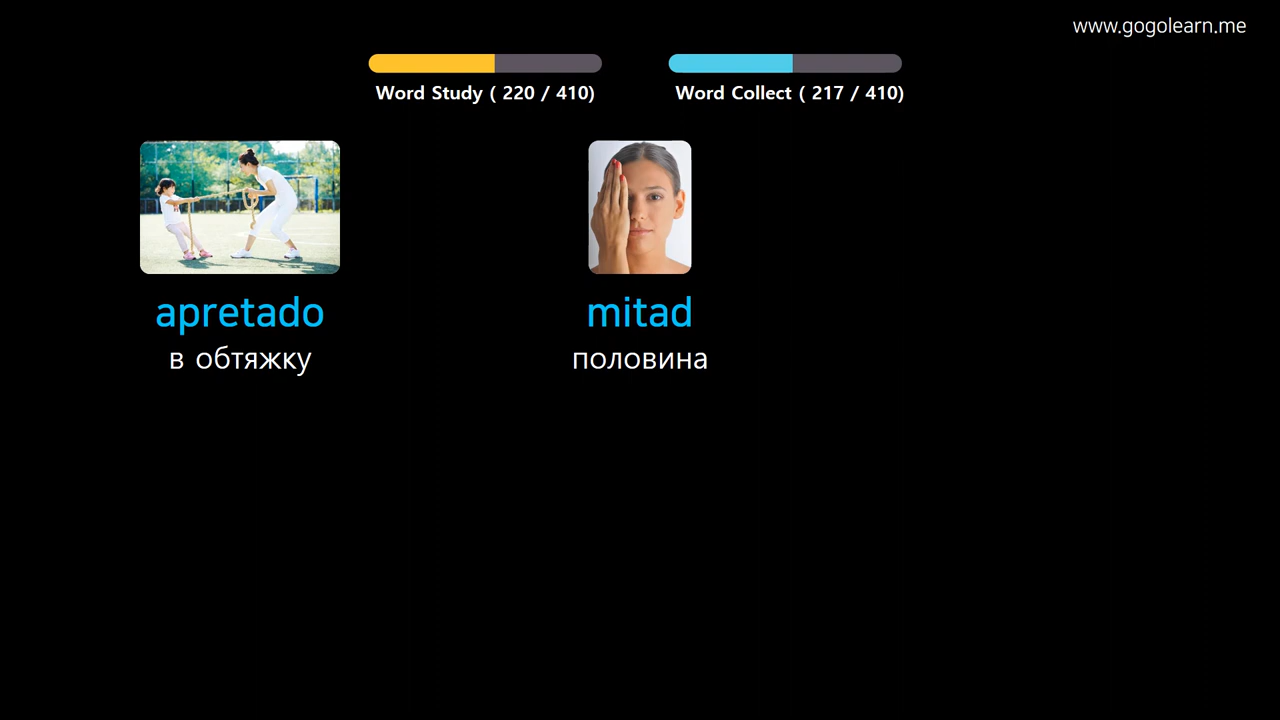 www.gogolearn.me
Word Study ( 220 / 410)
Word Collect ( 217 / 410)
apretado
в обтяжку
mitad
половина